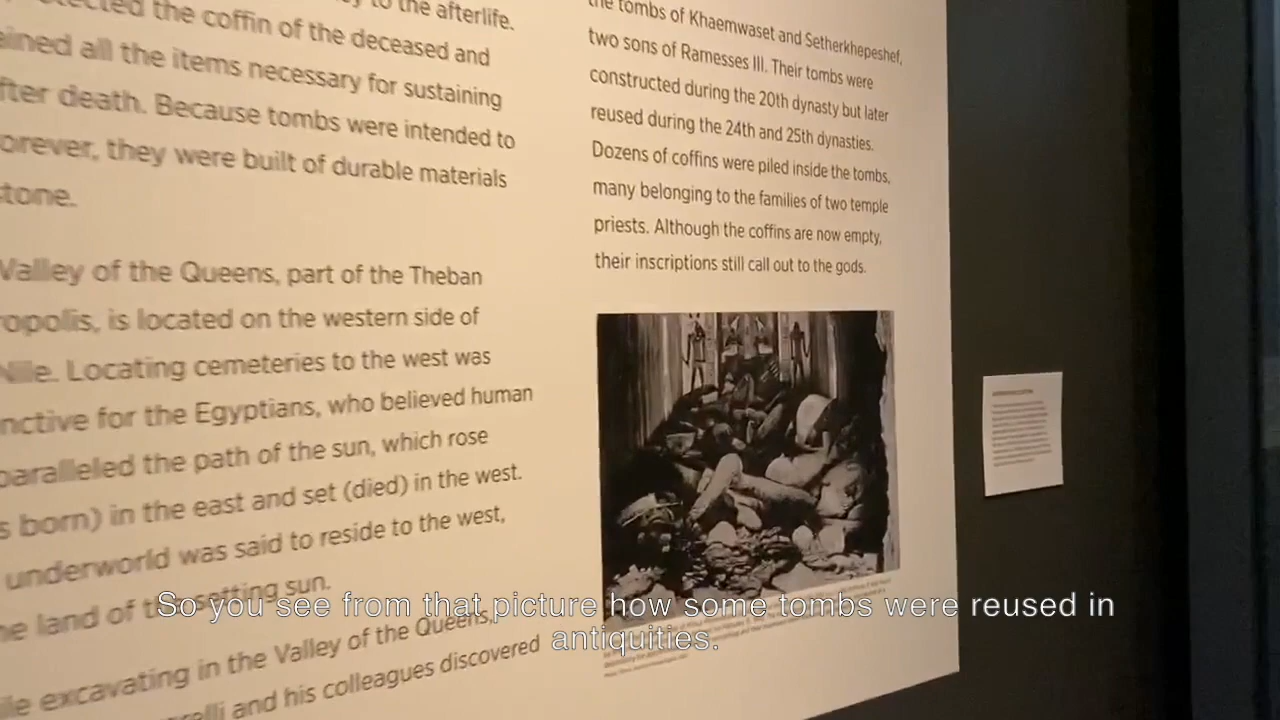 to the afterlife.
the coffin of the deceased and
all the items necessary for sustaining
death. Because tombs were intended to
they were built of durable materials
Valley of the Queens, part of the Theban
is located on the western side of
Nile. Locating cemeteries to the west was
for the Egyptians, who believed human
paralleled the path of the sun, which rose
born) in the east and set (died) in the west.
underworld was said to reside to the west,
land of the setting sun.
excavating in the Valley of the Queens,
and his colleagues discovered
the tombs of Khaemwaset and Setherkhepeshef,
two sons of Ramesses III. Their tombs were
constructed during the 20th dynasty but later
reused during the 24th and 25th dynasties.
Dozens of coffins were piled inside the tombs,
many belonging to the families of two temple
priests. Although the coffins are now empty,
their inscriptions still call out to the gods.
So you see from that picture how some tombs were reused in
antiquities.